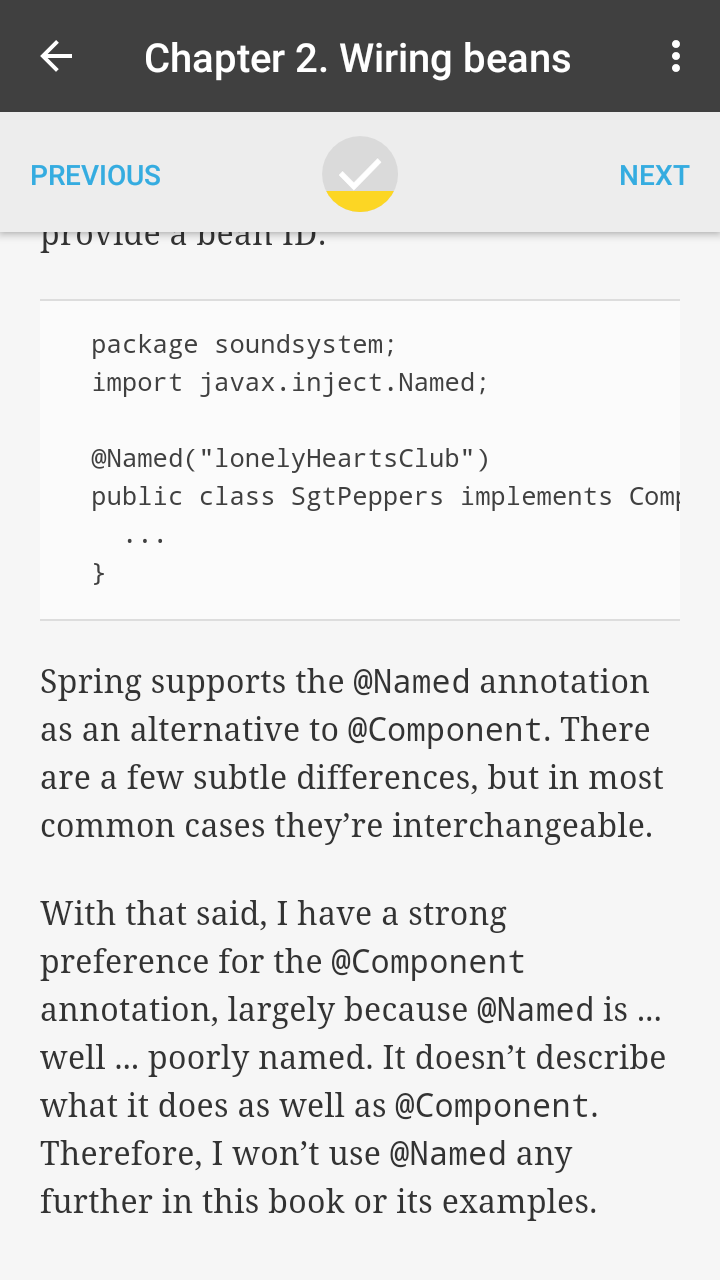 Chapter 2. Wiring beans
PREVIOUS
NEXT
provide a bean ID.
package soundsystem;
import javax.inject.Named;
@Named("lonelyHeartsClub")
public class SgtPeppers implements Comp
...
}
Spring supports the @Named annotation
as an alternative to @Component. There
are a few subtle differences, but in most
common cases they’re interchangeable.
With that said, I have a strong
preference for the @Component
annotation, largely because @Named is ...
well ... poorly named. It doesn’t describe
what it does as well as @Component.
Therefore, I won’t use @Named any
further in this book or its examples.